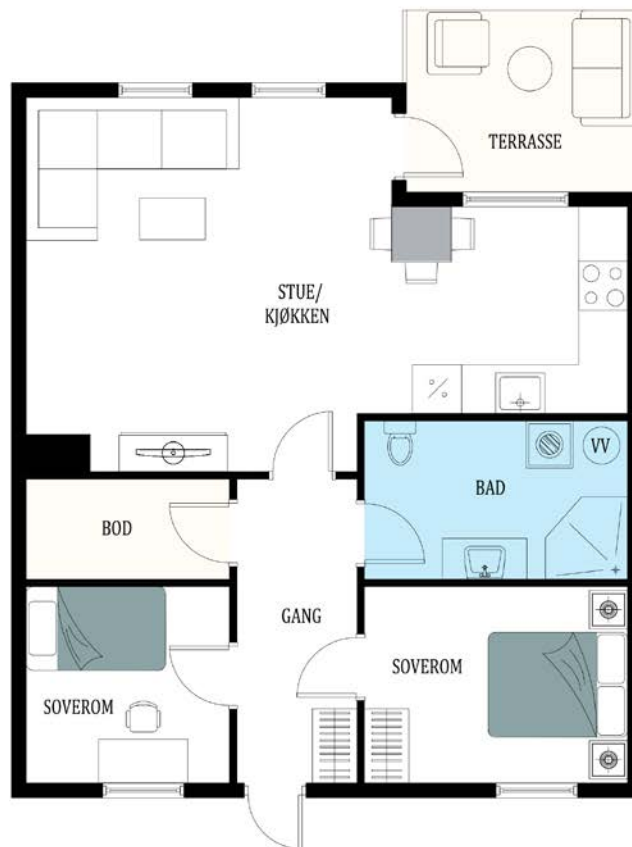 TERRASSE
STUE/
KJØKKEN
VV
BAD
BOD
GANG
SOVEROM
SOVEROM